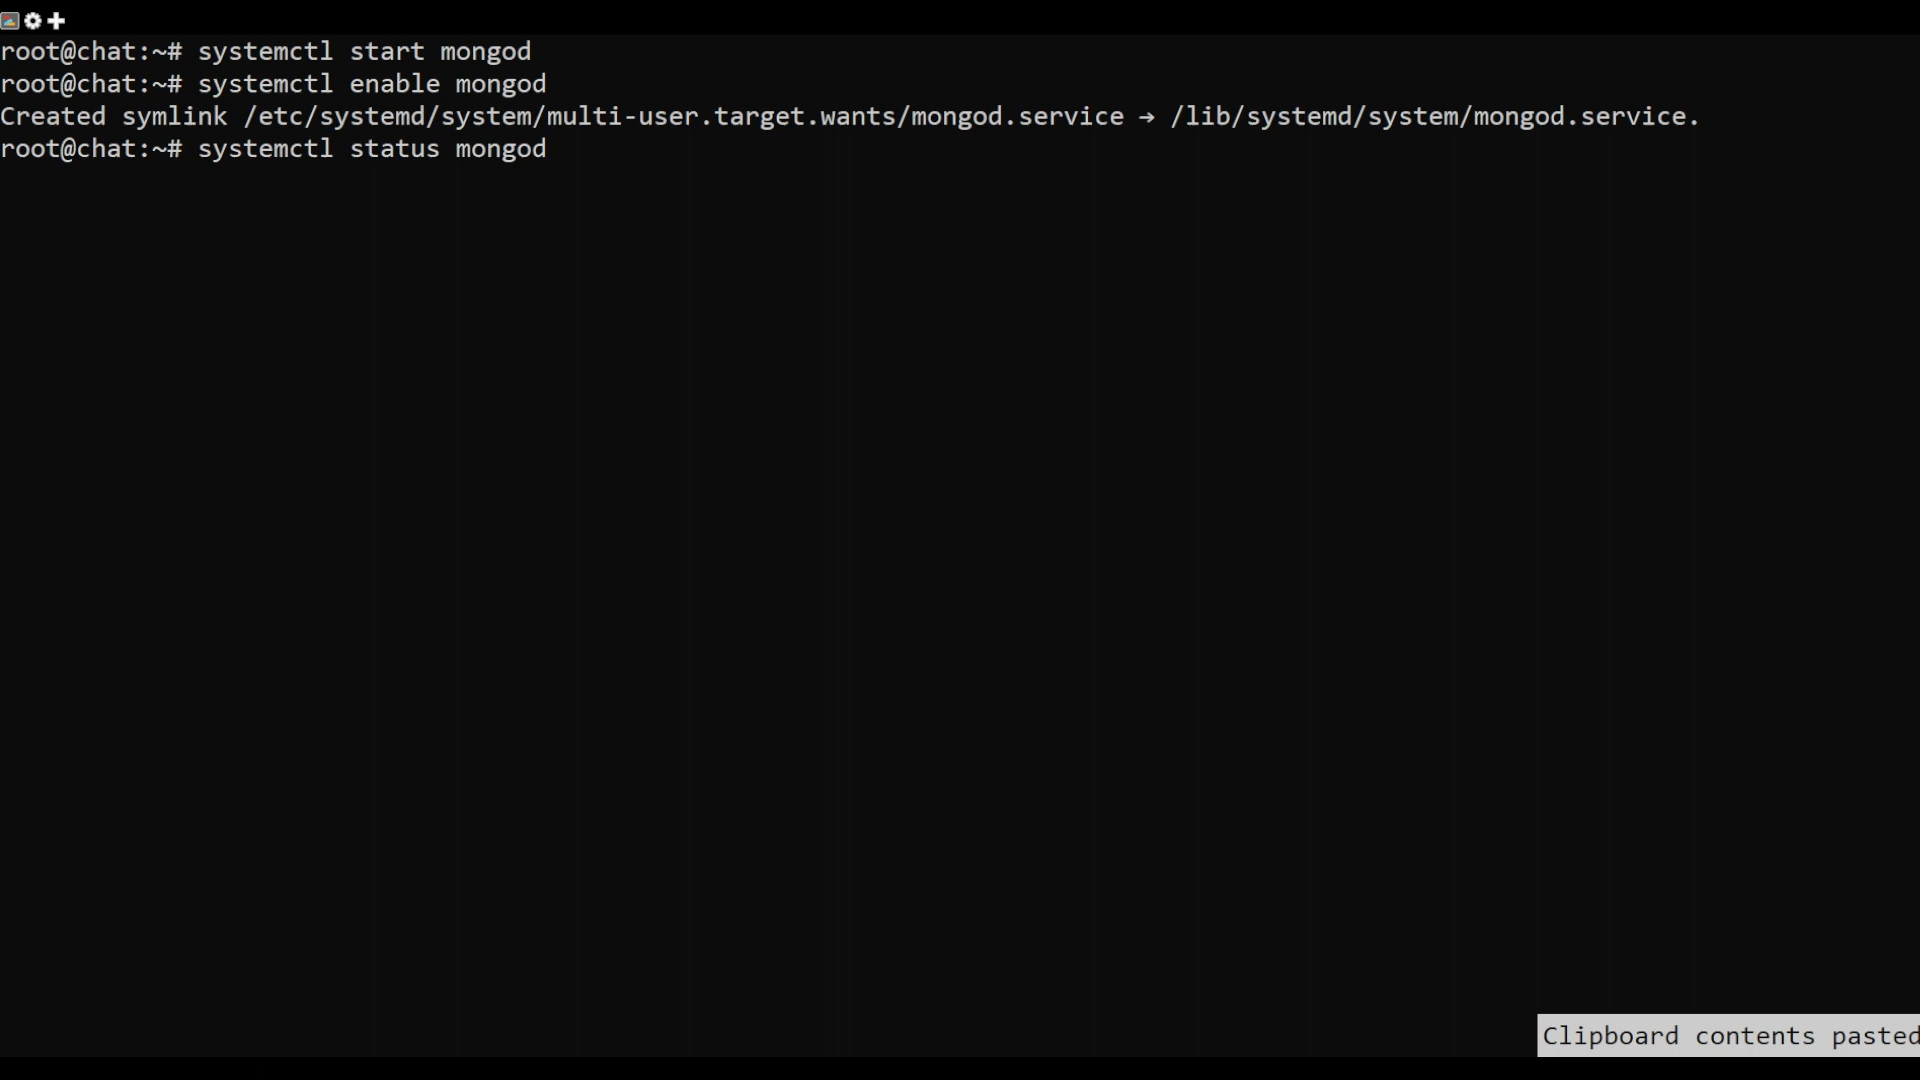 root@chat:~# systemctl start mongod
root@chat:~# systemctl enable mongod
Created symlink /etc/systemd/system/multi-user.target.wants/mongod.service → /lib/systemd/system/mongod.service.
root@chat:~# systemctl status mongod
Clipboard contents pasted